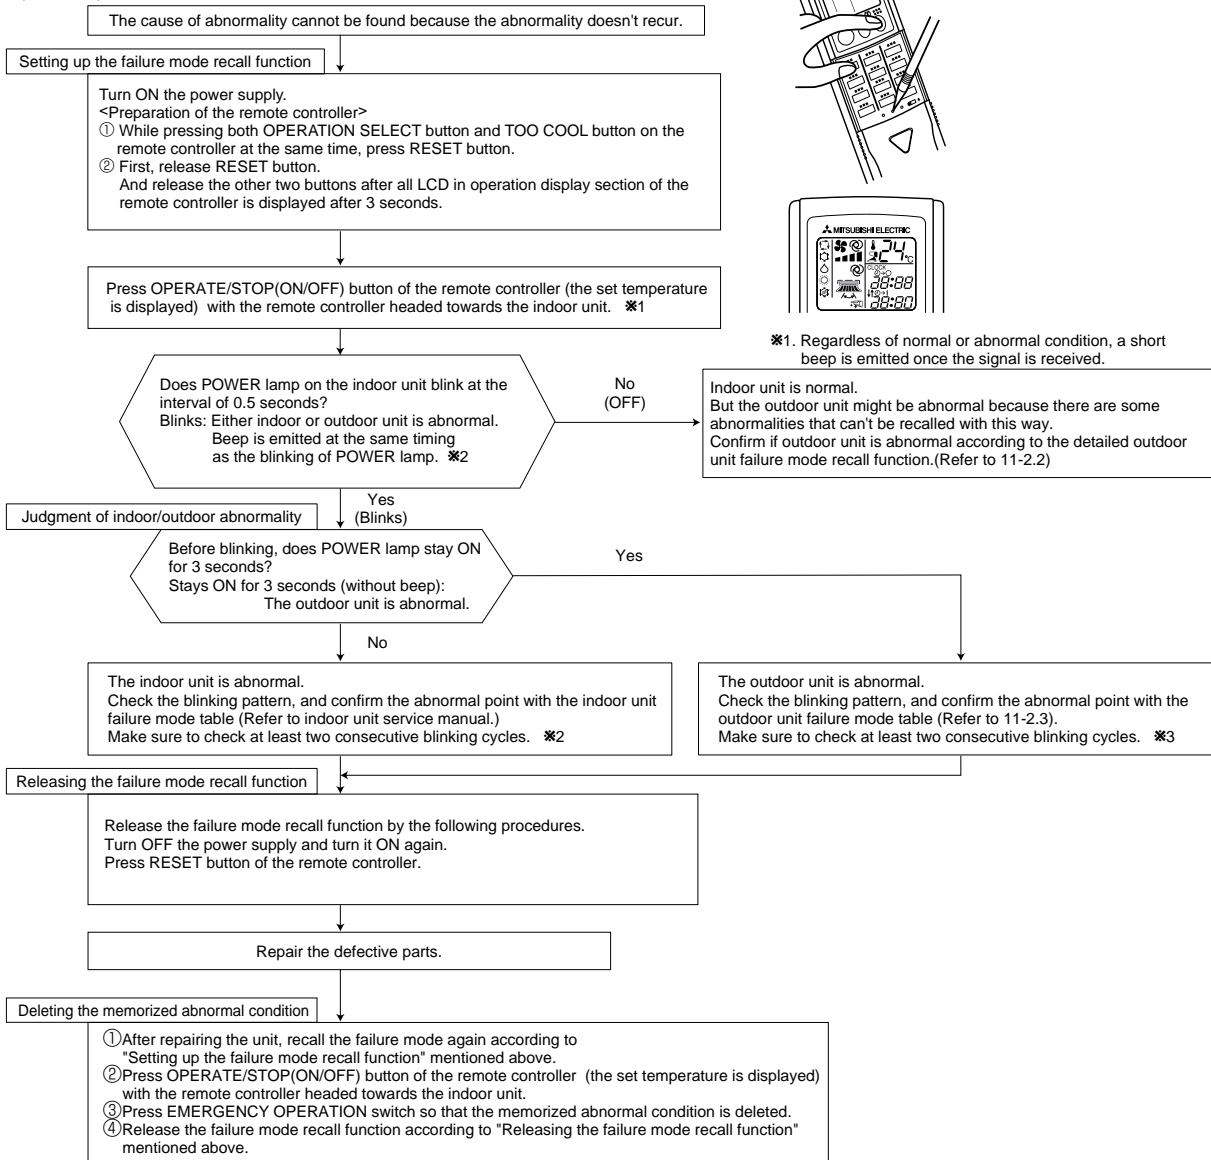 The cause of abnormality cannot be found because the abnormality doesn't recur.
Setting up the failure mode recall function
Turn ON the power supply.
<Preparation of the remote controller>
① While pressing both OPERATION SELECT button and TOO COOL button on the
remote controller at the same time, press RESET button.
② First, release RESET button.
And release the other two buttons after all LCD in operation display section of the
remote controller is displayed after 3 seconds.
MITSUBISHI ELECTRIC
24°C
CLOCK
88:88
88:80
Press OPERATE/STOP(ON/OFF) button of the remote controller (the set temperature
is displayed) with the remote controller headed towards the indoor unit. ※1
※1. Regardless of normal or abnormal condition, a short
beep is emitted once the signal is received.
Does POWER lamp on the indoor unit blink at the
interval of 0.5 seconds?
Blinks: Either indoor or outdoor unit is abnormal.
Beep is emitted at the same timing
as the blinking of POWER lamp. ※2
No
(OFF)
Indoor unit is normal.
But the outdoor unit might be abnormal because there are some
abnormalities that can't be recalled with this way.
Confirm if outdoor unit is abnormal according to the detailed outdoor
unit failure mode recall function.(Refer to 11-2.2)
Yes
(Blinks)
Judgment of indoor/outdoor abnormality
Before blinking, does POWER lamp stay ON
for 3 seconds?
Stays ON for 3 seconds (without beep):
The outdoor unit is abnormal.
Yes
No
The indoor unit is abnormal.
Check the blinking pattern, and confirm the abnormal point with the indoor unit
failure mode table (Refer to indoor unit service manual.)
Make sure to check at least two consecutive blinking cycles. ※2
The outdoor unit is abnormal.
Check the blinking pattern, and confirm the abnormal point with the
outdoor unit failure mode table (Refer to 11-2.3).
Make sure to check at least two consecutive blinking cycles. ※3
Releasing the failure mode recall function
Release the failure mode recall function by the following procedures.
Turn OFF the power supply and turn it ON again.
Press RESET button of the remote controller.
Repair the defective parts.
Deleting the memorized abnormal condition
①After repairing the unit, recall the failure mode again according to
"Setting up the failure mode recall function" mentioned above.
②Press OPERATE/STOP(ON/OFF) button of the remote controller (the set temperature is displayed)
with the remote controller headed towards the indoor unit.
③Press EMERGENCY OPERATION switch so that the memorized abnormal condition is deleted.
④Release the failure mode recall function according to "Releasing the failure mode recall function"
mentioned above.